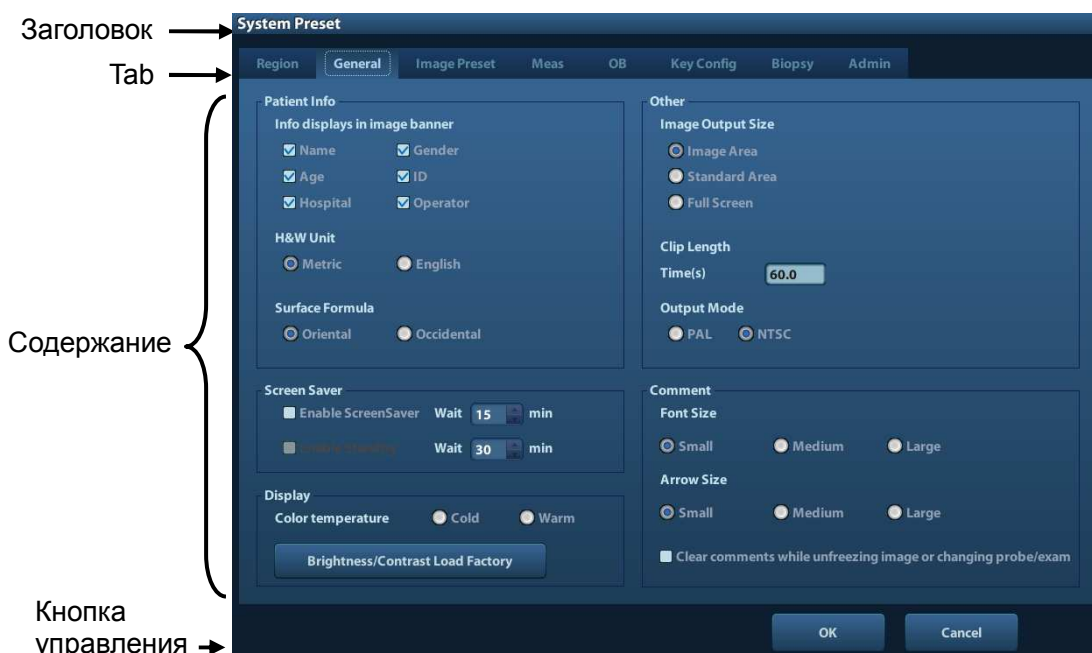 Заголовок
System Preset
Tab
Region General Image Preset Meas OB Key Config Biopsy Admin
Содержание
Patient Info
Info displays in image banner
Name Gender
Age ID
Hospital Operator
H&W Unit
Metric English
Surface Formula
Oriental Occidental
Other
Image Output Size
Image Area
Standard Area
Full Screen
Clip Length
Time(s) 60.0
Output Mode
PAL NTSC
Screen Saver
Enable ScreenSaver Wait 15 min
Wait 30 min
Display
Color temperature Cold Warm
Brightness/Contrast Load Factory
Comment
Font Size
Small Medium Large
Arrow Size
Small Medium Large
Clear comments while unfreezing image or changing probe/exam
Кнопка
управления
OK Cancel